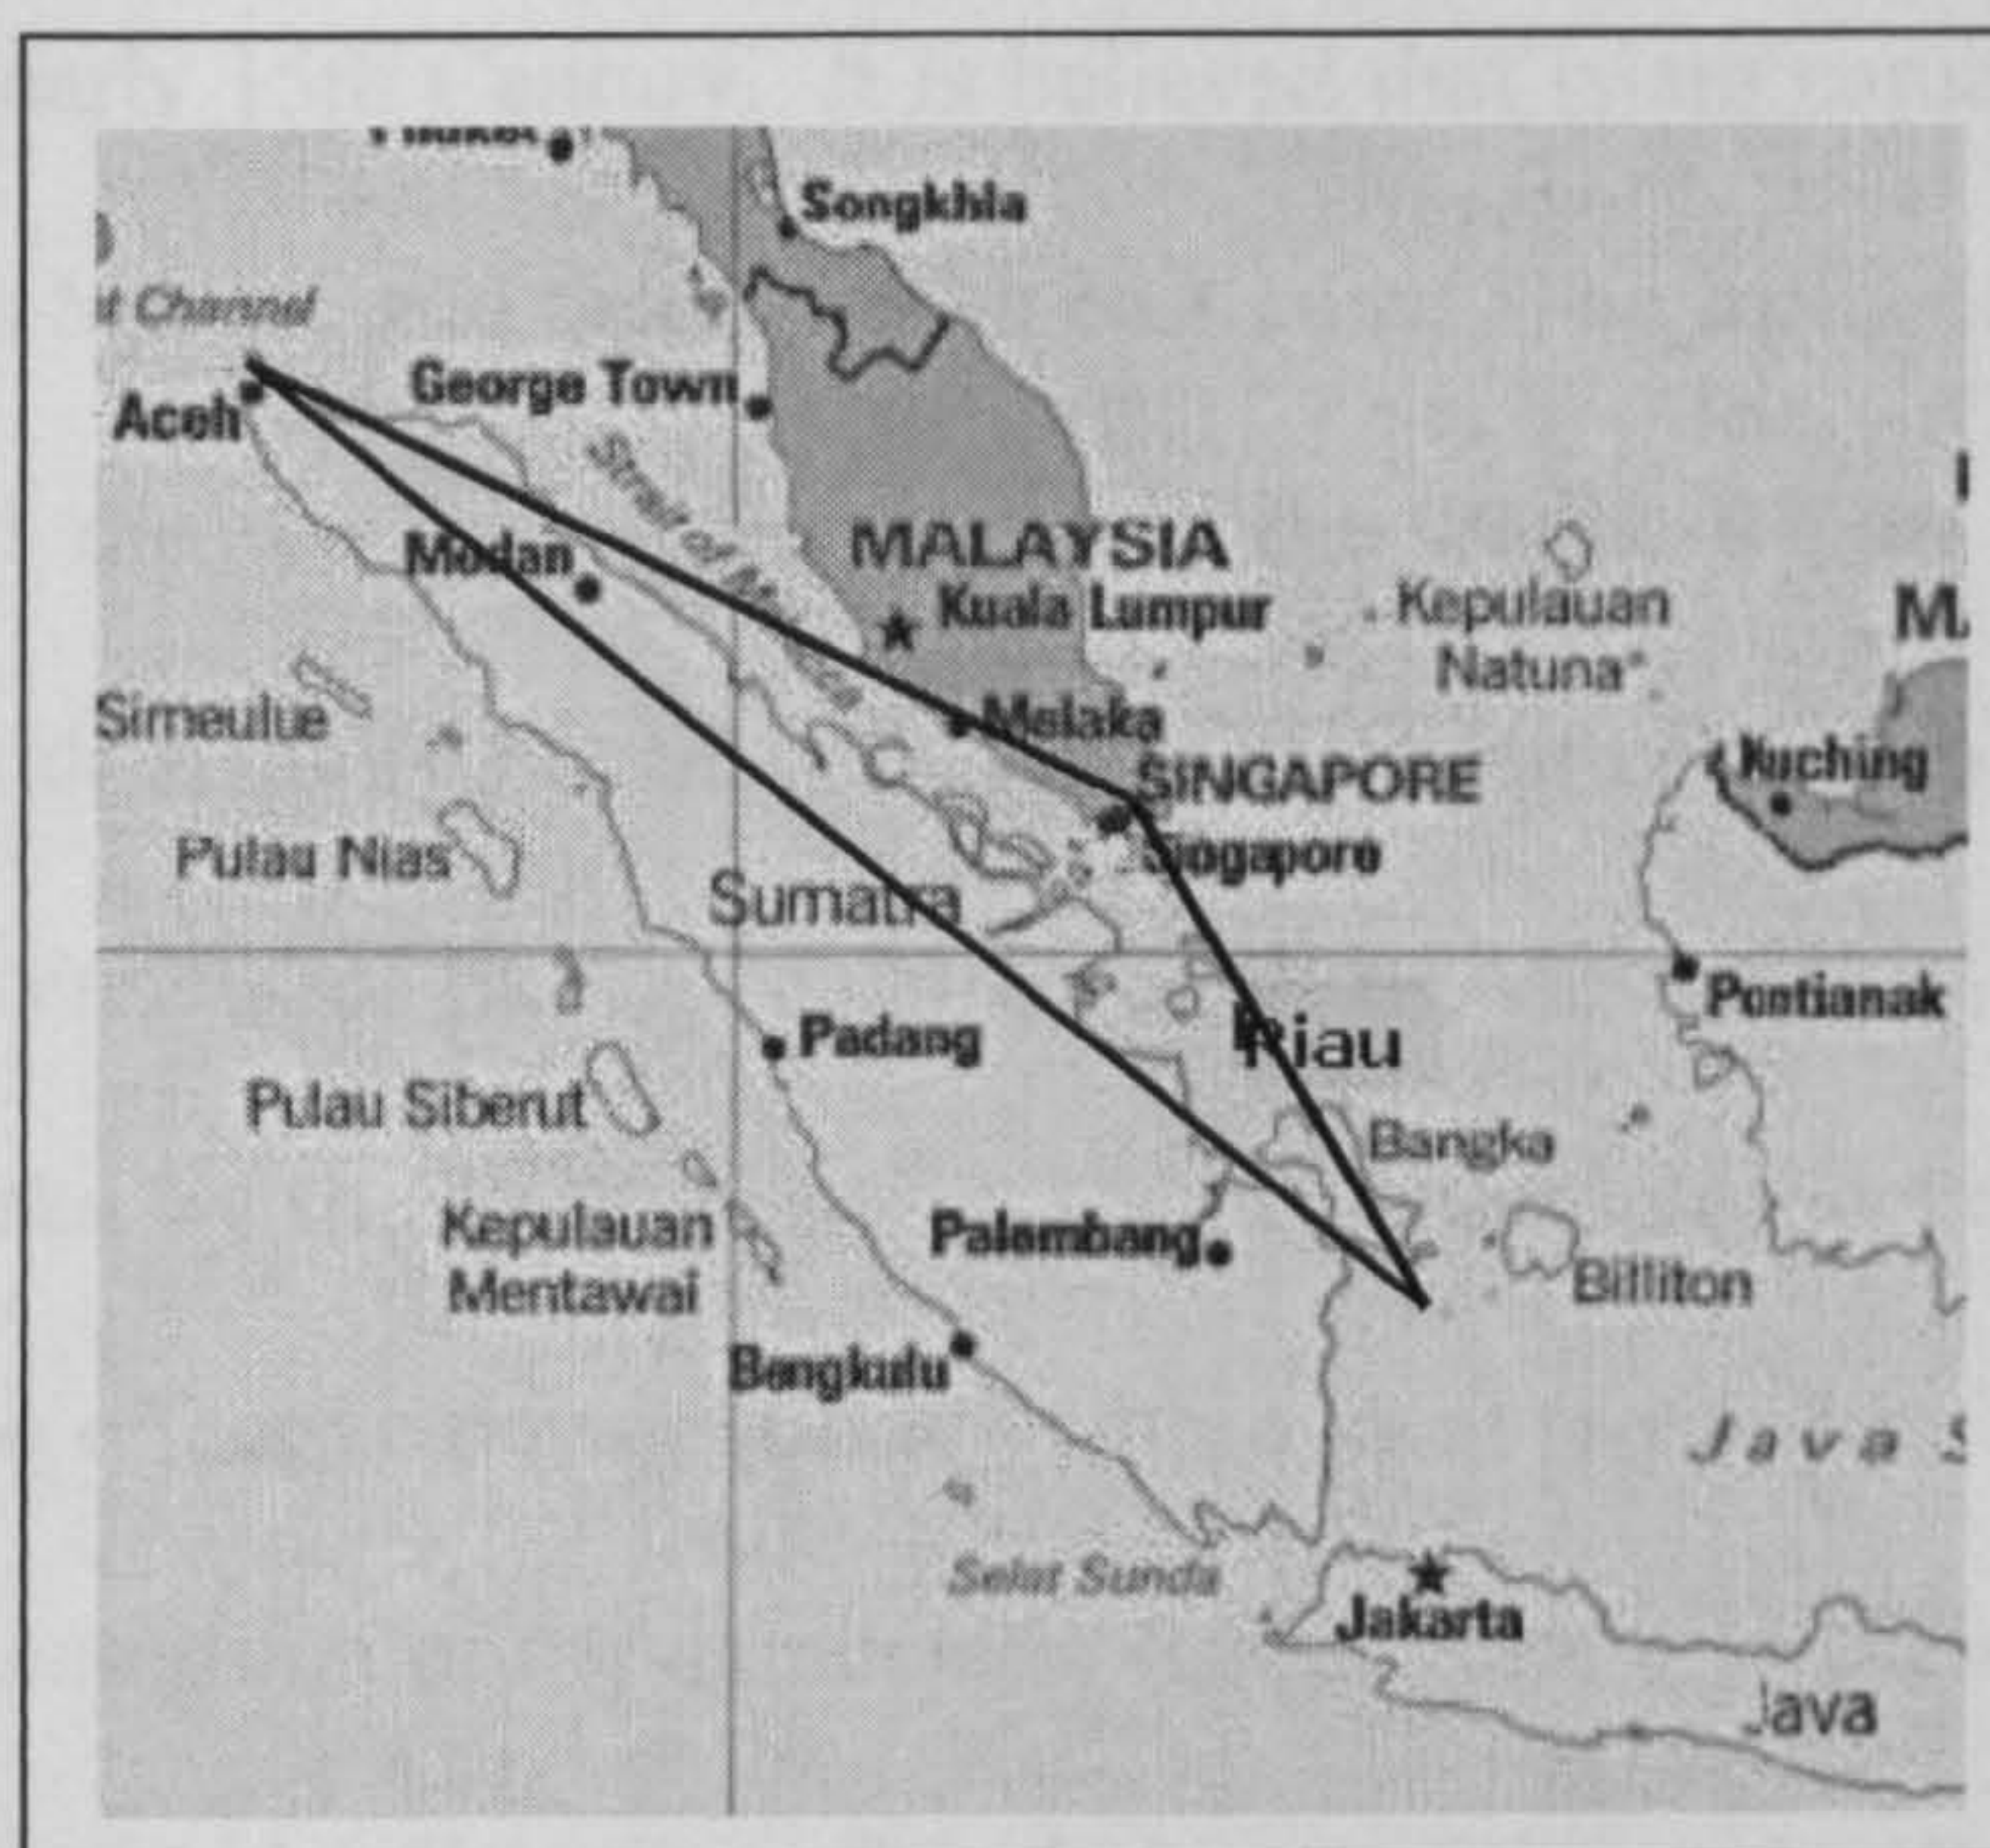 Songkhla
t Channel
George Town
Aceh
Strait of
Medan
MALAYSIA
Kuala Lumpur
Kepulauan
Natuna
Simeulue
Melaka
SINGAPORE
Kuching
Pulau Nias
Singapore
Sumatra
Pontianak
Padang
Riau
Pulau Siberut
Bangka
Kepulauan
Mentawai
Palembang
Billiton
Bengkulu
Java S
Selat Sunda
Jakarta
Java